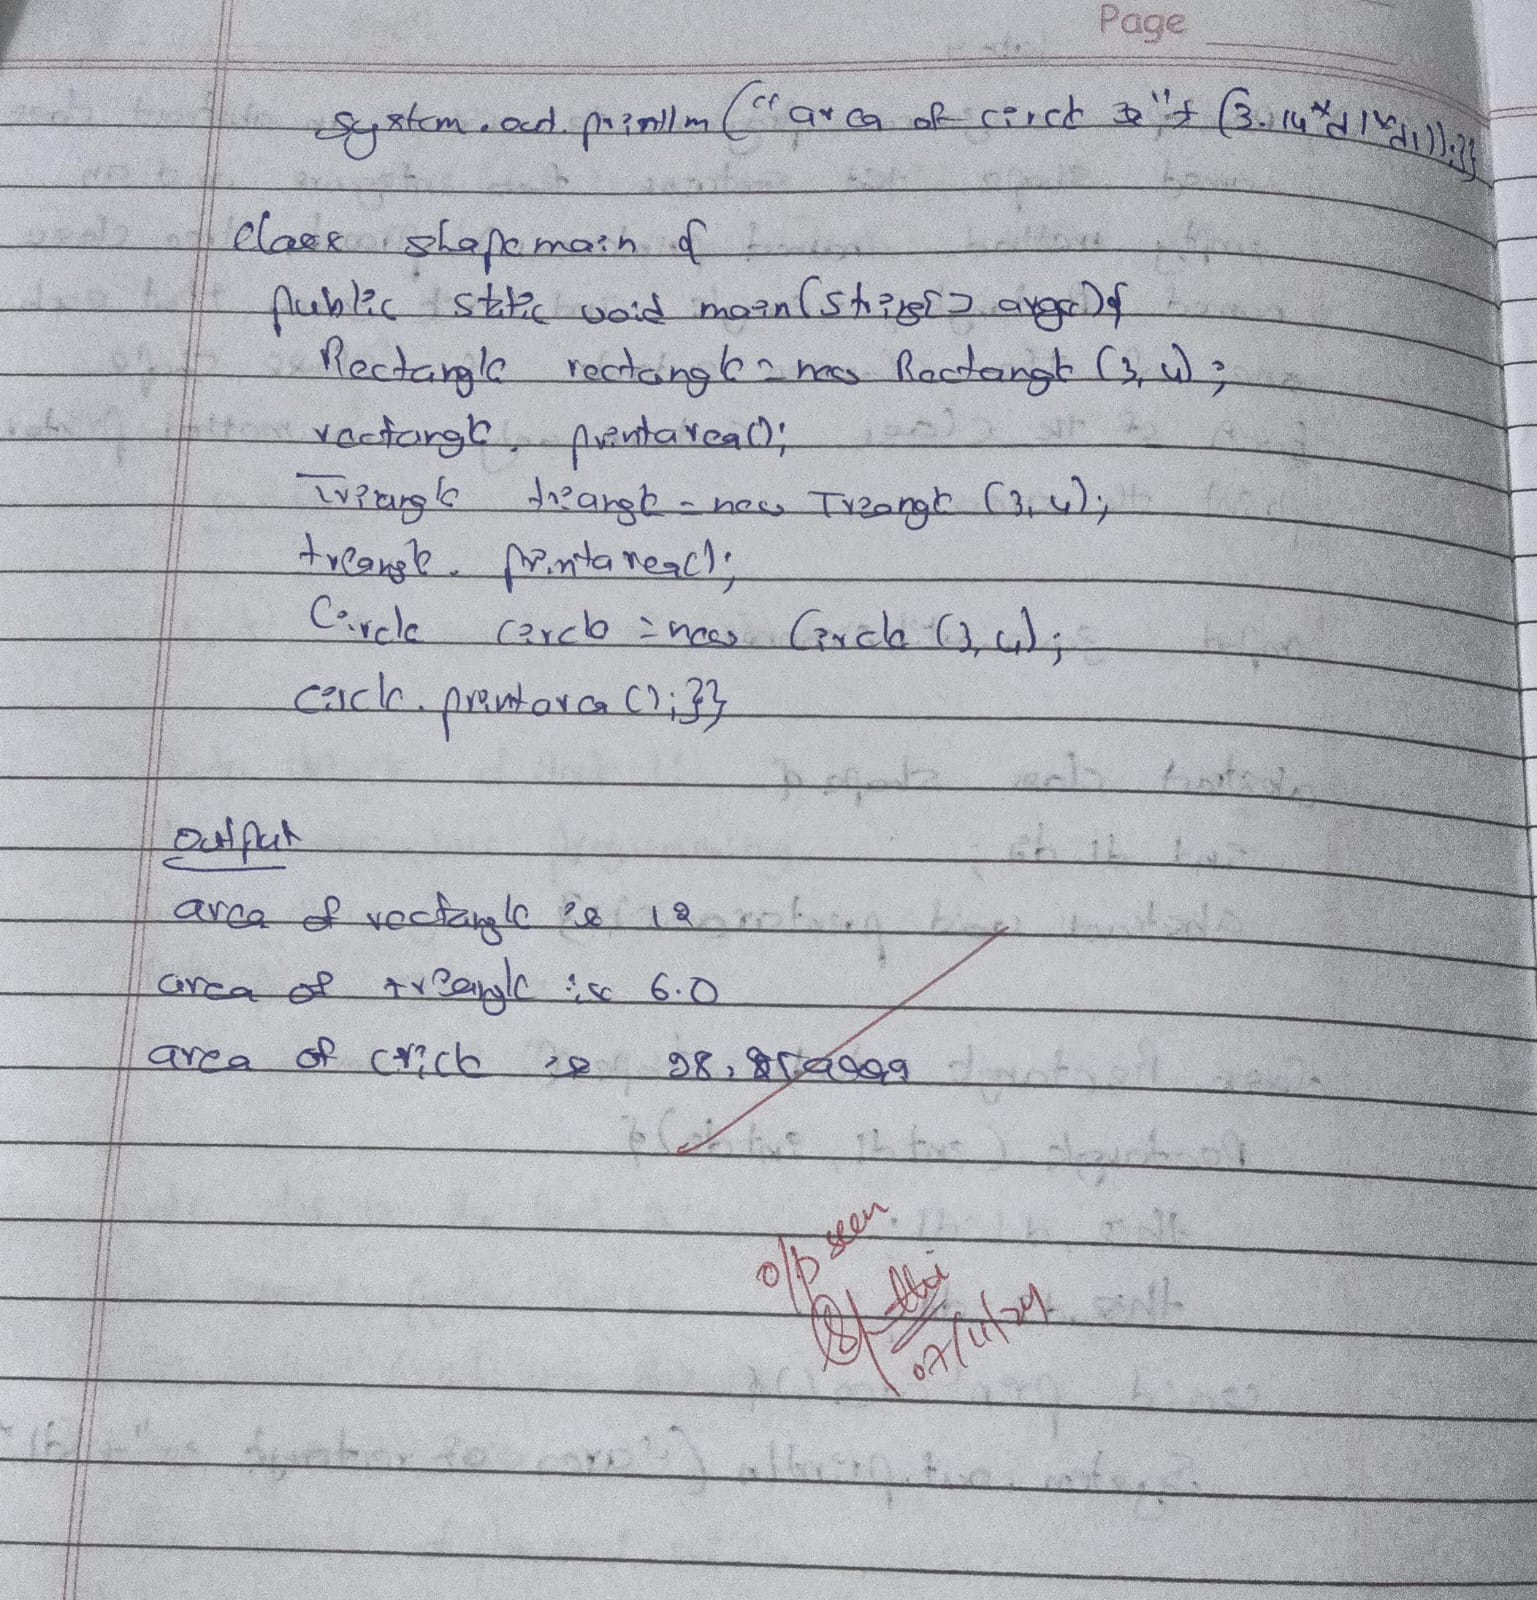 Page
System.out.println("area of circle is"+(3.14*d1*d1));}}
class shapemain {
public static void main(String[] args){
Rectangle rectangle = new Rectangle (3,4);
rectangle. printarea();
Triangle triangle = new Triangle (3,4);
triangle. printarea();
Circle circle = new Circle (3,4);
circle. printarea ();}}
output
area of rectangle is 12
area of triangle is 6.0
area of circle is 28.259999
o/p seen
07/11/24